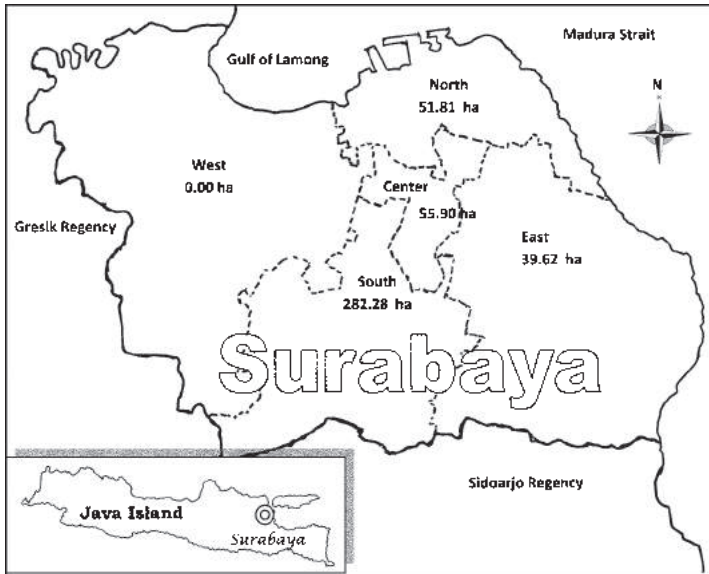 Madura Strait
Gulf of Lamong
North
51.81 ha
N
West
0.00 ha
Center
55.90 ha
Gresik Regency
East
39.62 ha
South
282.28 ha
Surabaya
Sidoarjo Regency
Java Island
Surabaya